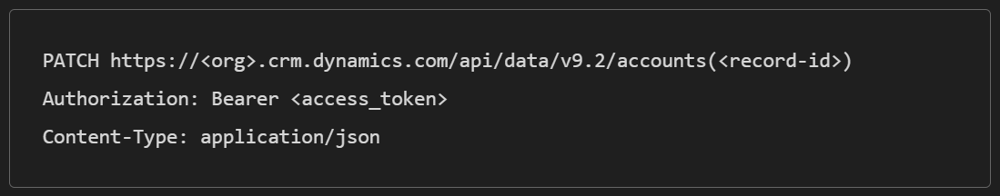 PATCH https://<org>.crm.dynamics.com/api/data/v9.2/accounts(<record-id>)
Authorization: Bearer <access_token>
Content-Type: application/json